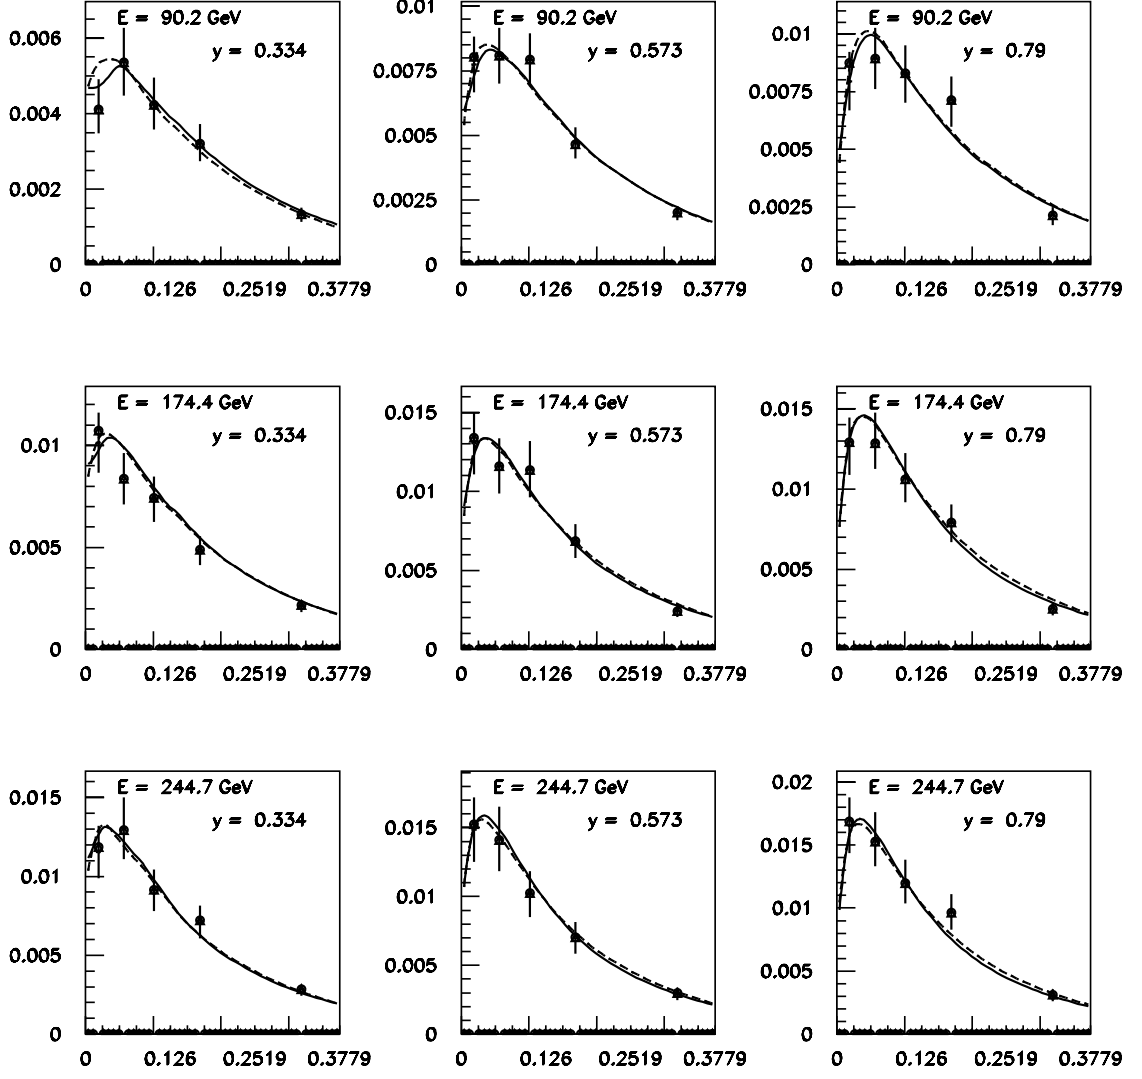 E = 90.2 GeV
y = 0.334
0.006
0.004
0.002
0
0 0.126 0.2519 0.3779
E = 90.2 GeV
y = 0.573
0.01
0.0075
0.005
0.0025
0
0 0.126 0.2519 0.3779
E = 90.2 GeV
y = 0.79
0.01
0.0075
0.005
0.0025
0
0 0.126 0.2519 0.3779
E = 174.4 GeV
y = 0.334
0.01
0.005
0
0 0.126 0.2519 0.3779
E = 174.4 GeV
y = 0.573
0.015
0.01
0.005
0
0 0.126 0.2519 0.3779
E = 174.4 GeV
y = 0.79
0.015
0.01
0.005
0
0 0.126 0.2519 0.3779
E = 244.7 GeV
y = 0.334
0.015
0.01
0.005
0
0 0.126 0.2519 0.3779
E = 244.7 GeV
y = 0.573
0.015
0.01
0.005
0
0 0.126 0.2519 0.3779
E = 244.7 GeV
y = 0.79
0.02
0.015
0.01
0.005
0
0 0.126 0.2519 0.3779